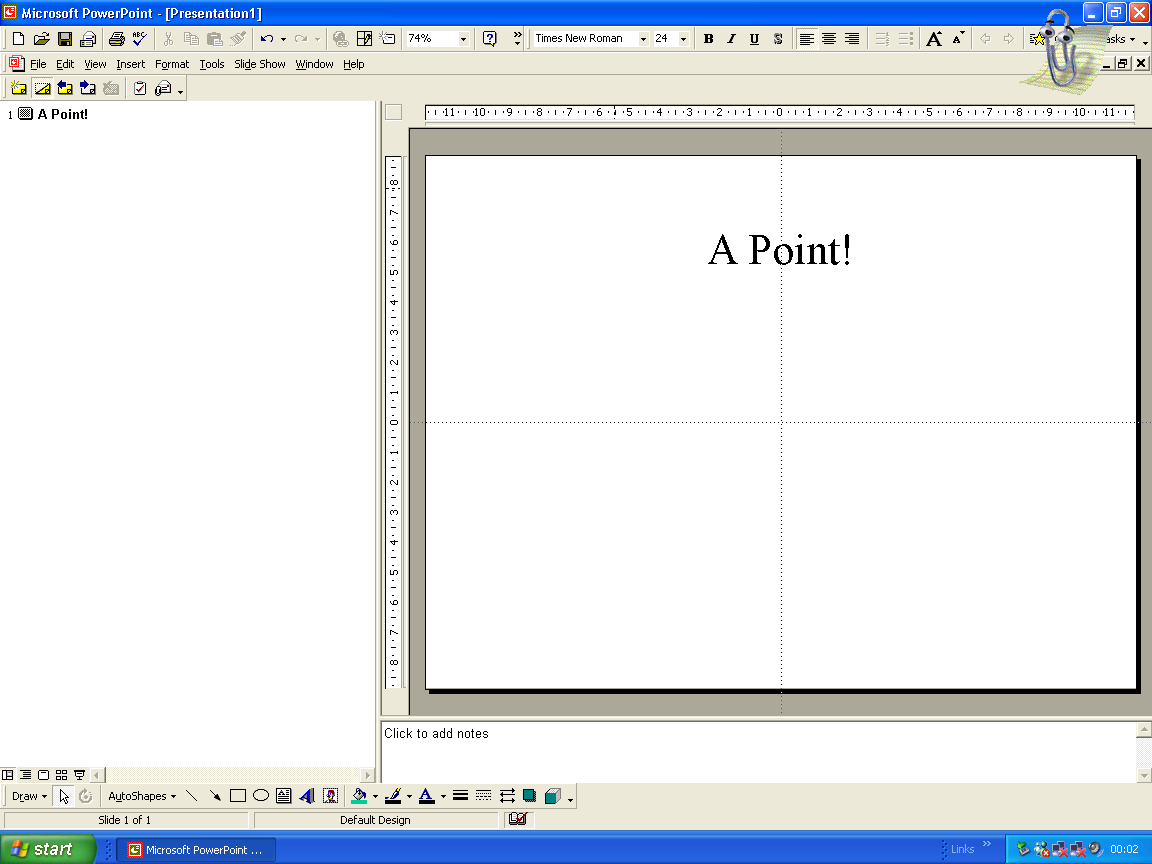 Microsoft PowerPoint - [Presentation1]
74% Times New Roman 24 B I U S A A
File Edit View Insert Format Tools Slide Show Window Help
1 A Point!
11 10 9 8 7 6 5 4 3 2 1 0 1 2 3 4 5 6 7 8 9 10 11
8
7
6
5
4
3
2
1
0
1
2
3
4
5
6
7
8
A Point!
Click to add notes
Draw AutoShapes A
Slide 1 of 1 Default Design
start Microsoft PowerPoint ... Links 00:02